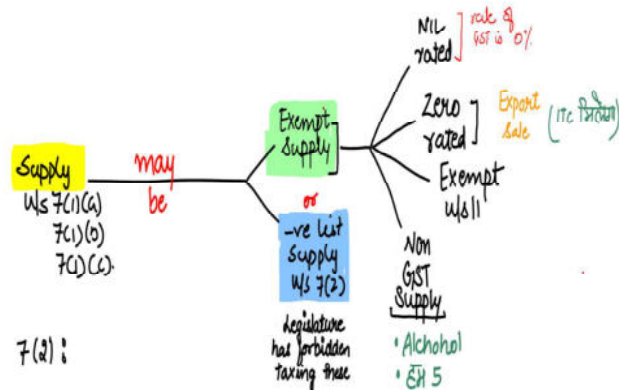 NIL
rated
rate of
GST is 0%
Zero
rated
Export
Sale
(ITC मिलेगा)
Exempt
Supply
Exempt
u/s 11
Supply
may
be
U/s 7(1)(a)
7(1)(b)
7(1)(c).
or
-ve list
Supply
U/s 7(2)
Non
GST
Supply
• Alchohol
• हम 5
Legislature
has forbidden
taxing these
7(2) :